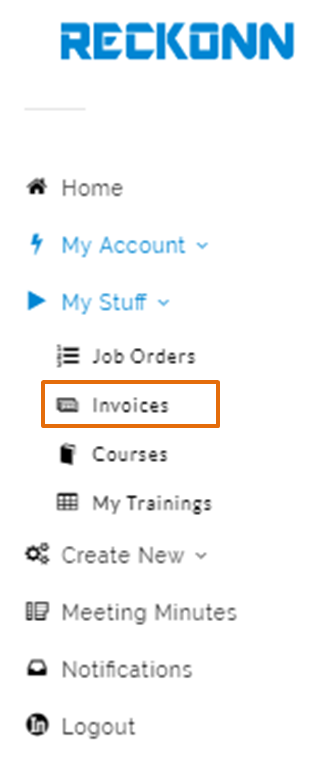 RECKONN
Home
My Account
My Stuff
Job Orders
Invoices
Courses
My Trainings
Create New
Meeting Minutes
Notifications
Logout